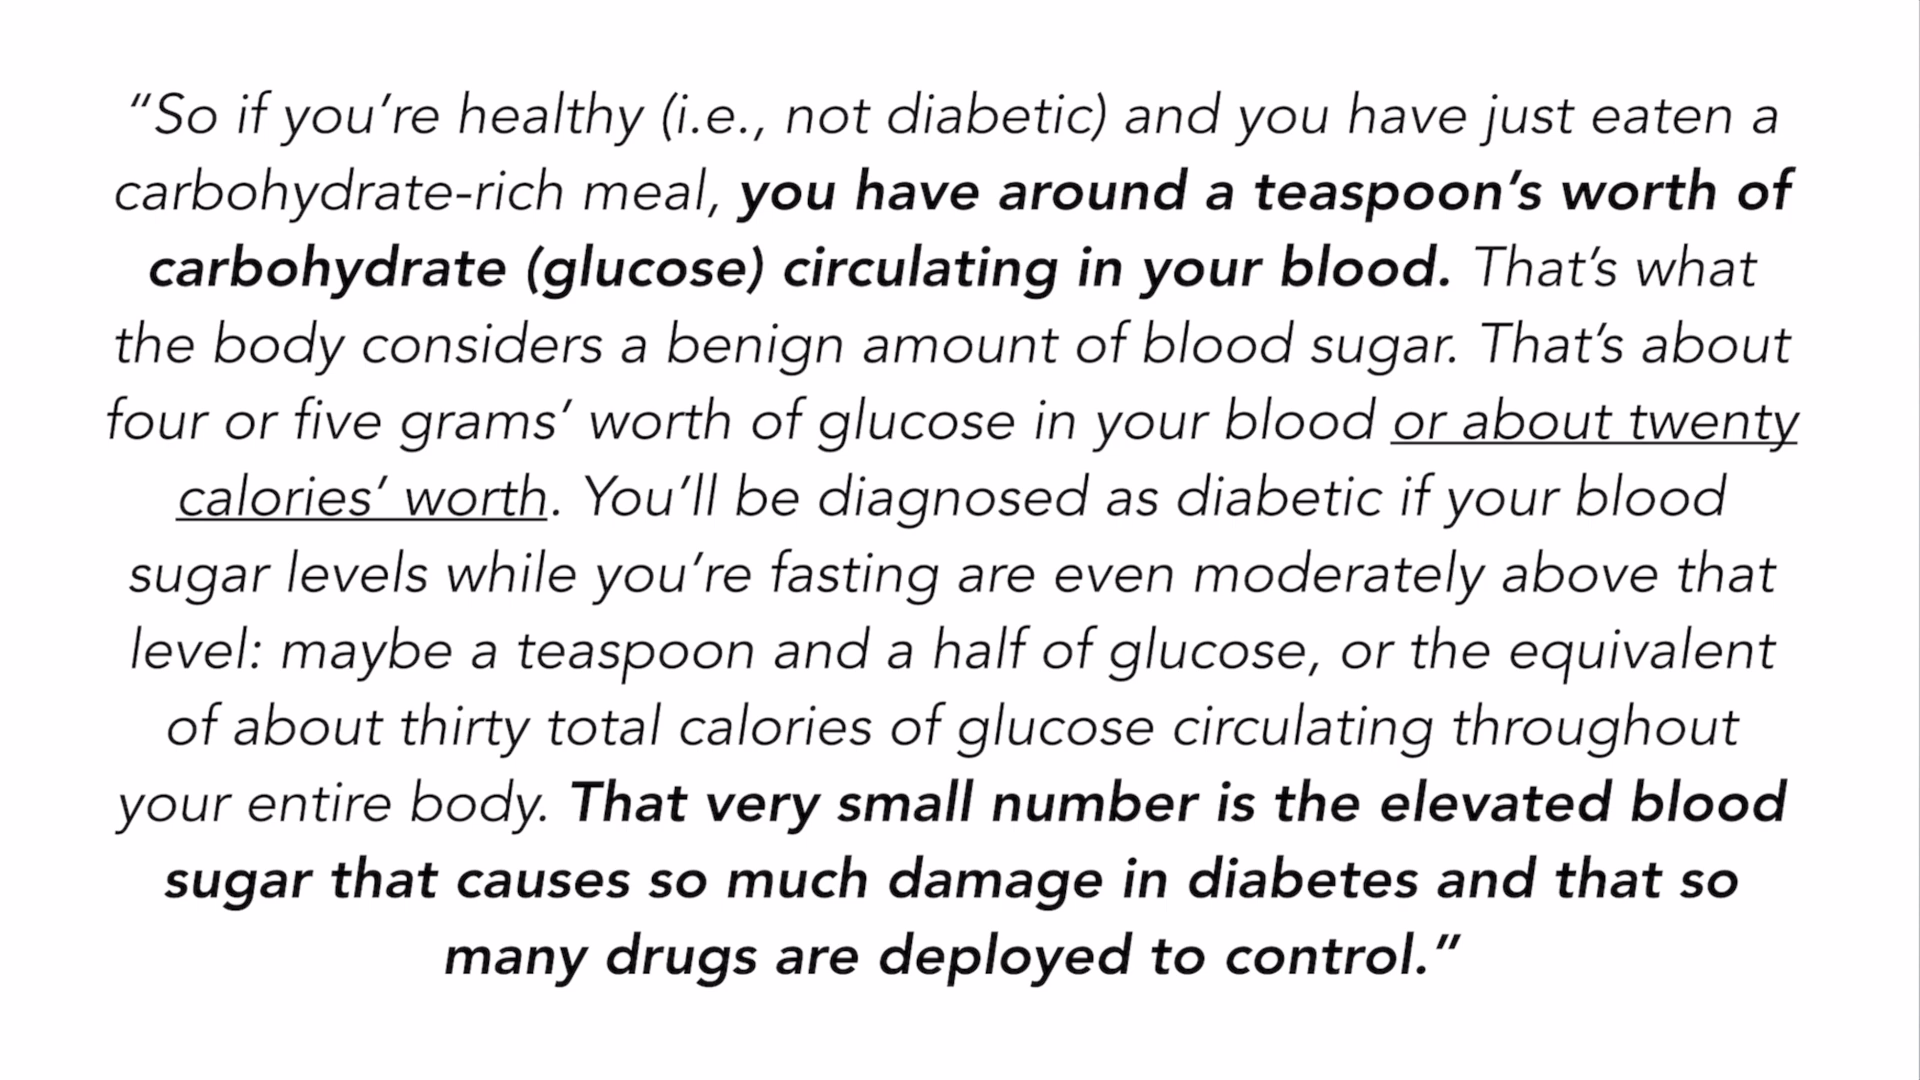 “So if you’re healthy (i.e., not diabetic) and you have just eaten a
carbohydrate-rich meal, you have around a teaspoon’s worth of
carbohydrate (glucose) circulating in your blood. That’s what
the body considers a benign amount of blood sugar. That’s about
four or five grams’ worth of glucose in your blood or about twenty
calories’ worth. You’ll be diagnosed as diabetic if your blood
sugar levels while you’re fasting are even moderately above that
level: maybe a teaspoon and a half of glucose, or the equivalent
of about thirty total calories of glucose circulating throughout
your entire body. That very small number is the elevated blood
sugar that causes so much damage in diabetes and that so
many drugs are deployed to control.”